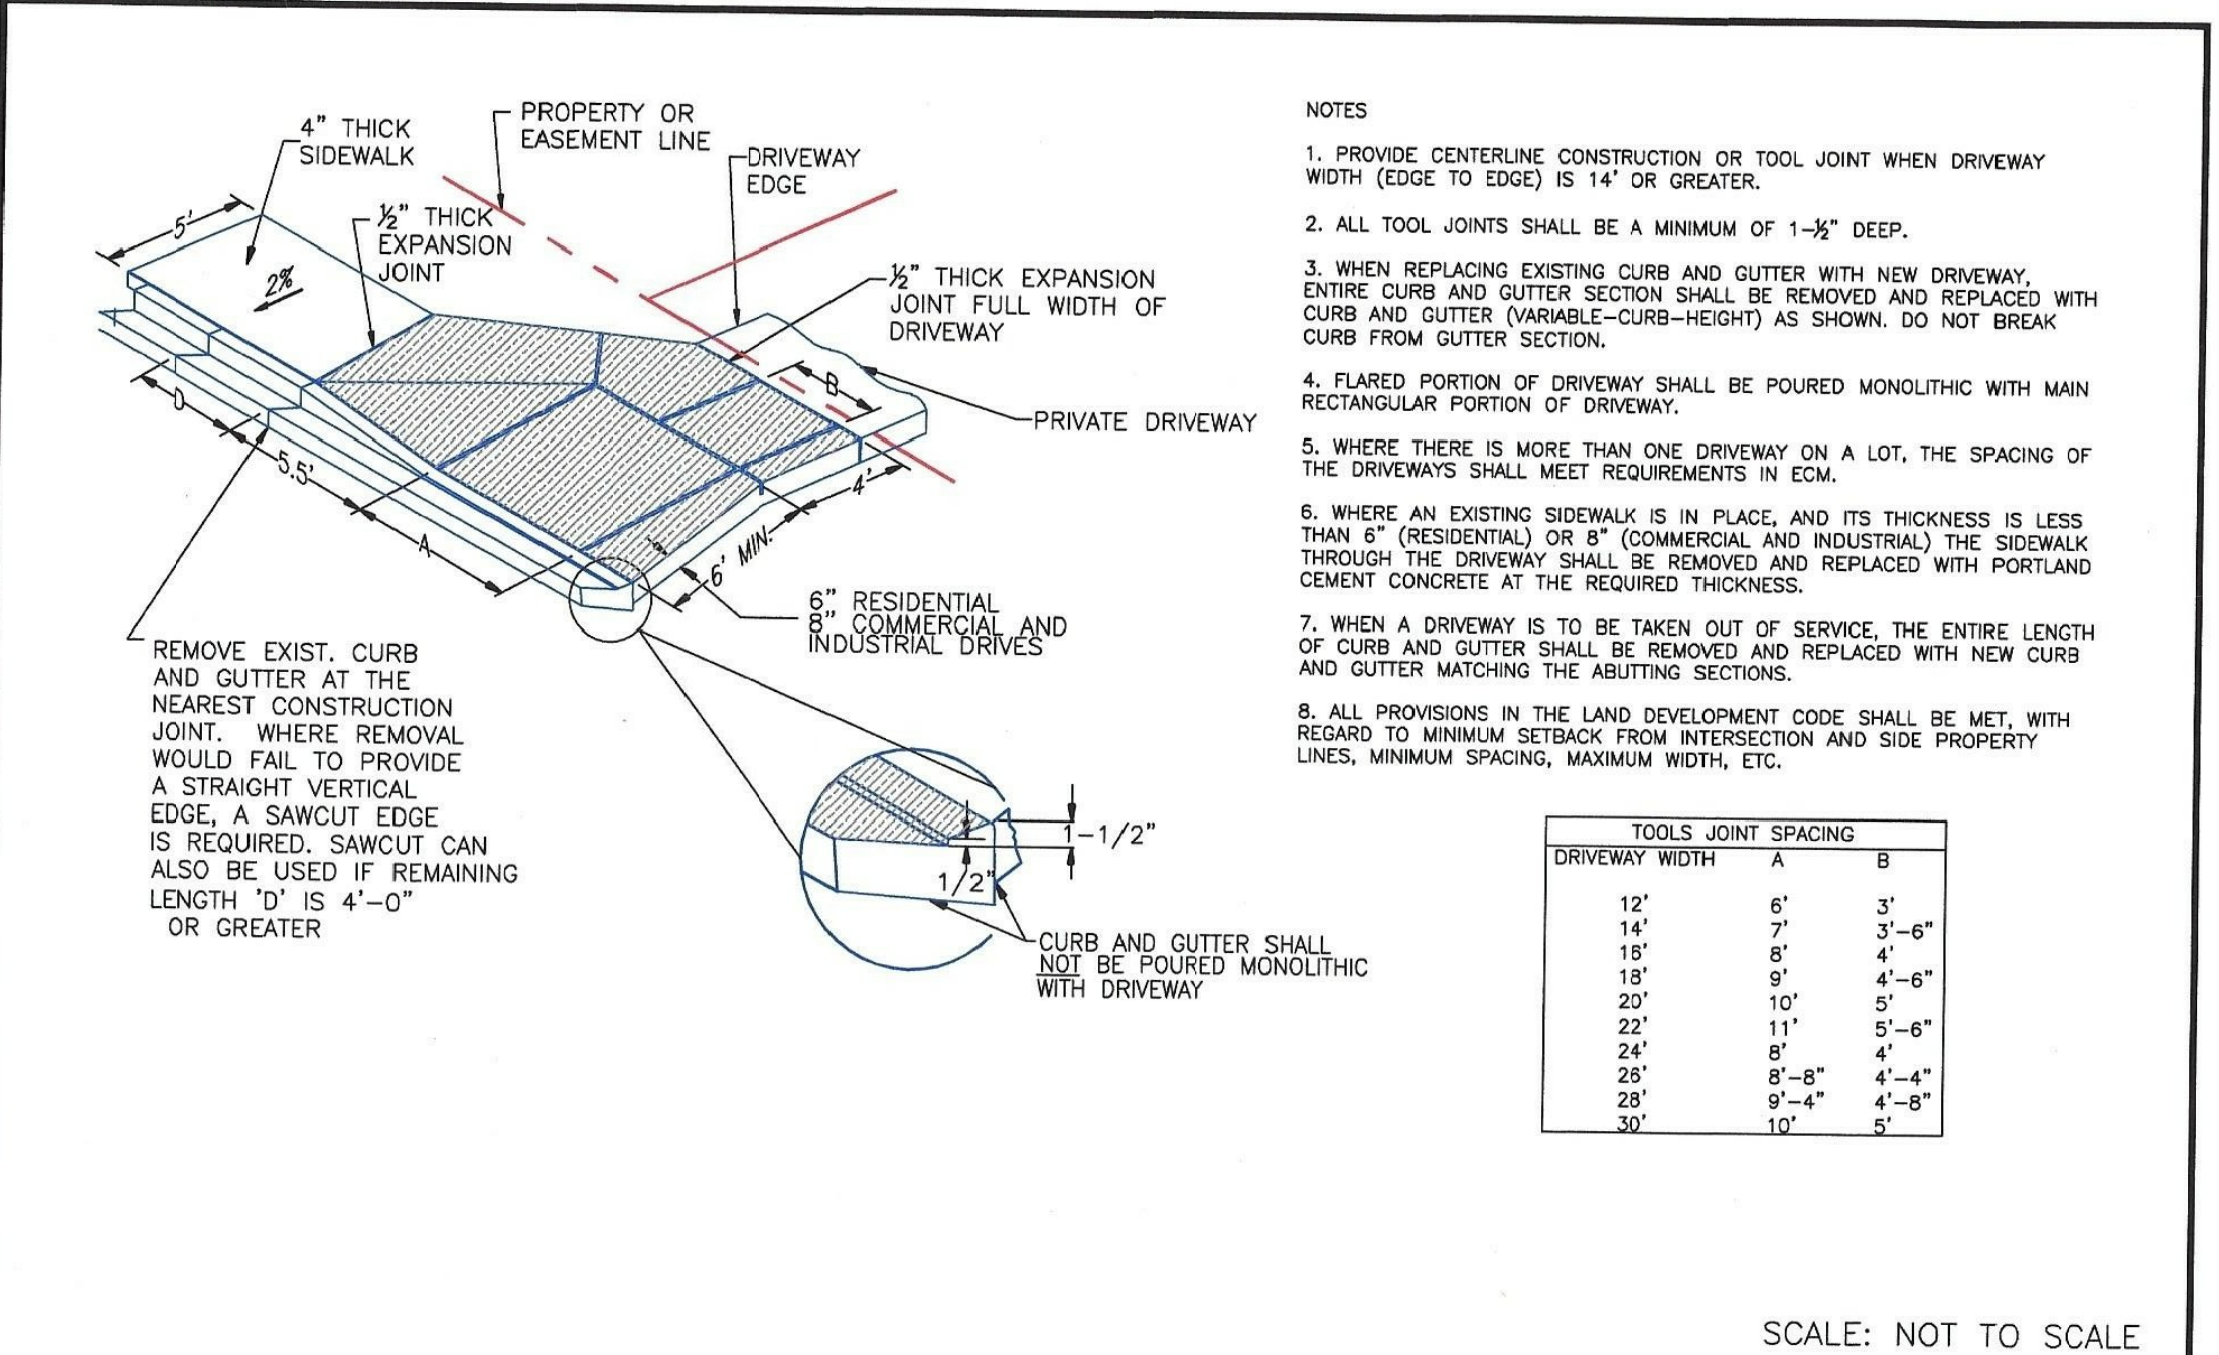 4" THICK
SIDEWALK
PROPERTY OR
EASEMENT LINE
DRIVEWAY
EDGE
5'
½" THICK
EXPANSION
JOINT
2%
½" THICK EXPANSION
JOINT FULL WIDTH OF
DRIVEWAY
B
PRIVATE DRIVEWAY
D
5.5'
A
4'
6' MIN.
6" RESIDENTIAL
8" COMMERCIAL AND
INDUSTRIAL DRIVES
REMOVE EXIST. CURB
AND GUTTER AT THE
NEAREST CONSTRUCTION
JOINT. WHERE REMOVAL
WOULD FAIL TO PROVIDE
A STRAIGHT VERTICAL
EDGE, A SAWCUT EDGE
IS REQUIRED. SAWCUT CAN
ALSO BE USED IF REMAINING
LENGTH 'D' IS 4'-0"
OR GREATER
1-1/2"
1/2"
CURB AND GUTTER SHALL
NOT BE POURED MONOLITHIC
WITH DRIVEWAY
NOTES
1. PROVIDE CENTERLINE CONSTRUCTION OR TOOL JOINT WHEN DRIVEWAY
WIDTH (EDGE TO EDGE) IS 14' OR GREATER.
2. ALL TOOL JOINTS SHALL BE A MINIMUM OF 1-½" DEEP.
3. WHEN REPLACING EXISTING CURB AND GUTTER WITH NEW DRIVEWAY,
ENTIRE CURB AND GUTTER SECTION SHALL BE REMOVED AND REPLACED WITH
CURB AND GUTTER (VARIABLE-CURB-HEIGHT) AS SHOWN. DO NOT BREAK
CURB FROM GUTTER SECTION.
4. FLARED PORTION OF DRIVEWAY SHALL BE POURED MONOLITHIC WITH MAIN
RECTANGULAR PORTION OF DRIVEWAY.
5. WHERE THERE IS MORE THAN ONE DRIVEWAY ON A LOT, THE SPACING OF
THE DRIVEWAYS SHALL MEET REQUIREMENTS IN ECM.
6. WHERE AN EXISTING SIDEWALK IS IN PLACE, AND ITS THICKNESS IS LESS
THAN 6" (RESIDENTIAL) OR 8" (COMMERCIAL AND INDUSTRIAL) THE SIDEWALK
THROUGH THE DRIVEWAY SHALL BE REMOVED AND REPLACED WITH PORTLAND
CEMENT CONCRETE AT THE REQUIRED THICKNESS.
7. WHEN A DRIVEWAY IS TO BE TAKEN OUT OF SERVICE, THE ENTIRE LENGTH
OF CURB AND GUTTER SHALL BE REMOVED AND REPLACED WITH NEW CURB
AND GUTTER MATCHING THE ABUTTING SECTIONS.
8. ALL PROVISIONS IN THE LAND DEVELOPMENT CODE SHALL BE MET, WITH
REGARD TO MINIMUM SETBACK FROM INTERSECTION AND SIDE PROPERTY
LINES, MINIMUM SPACING, MAXIMUM WIDTH, ETC.
TOOLS JOINT SPACING
DRIVEWAY WIDTH A B
12' 6' 3'
14' 7' 3'-6"
16' 8' 4'
18' 9' 4'-6"
20' 10' 5'
22' 11' 5'-6"
24' 8' 4'
26' 8'-8" 4'-4"
28' 9'-4" 4'-8"
30' 10' 5'
SCALE: NOT TO SCALE